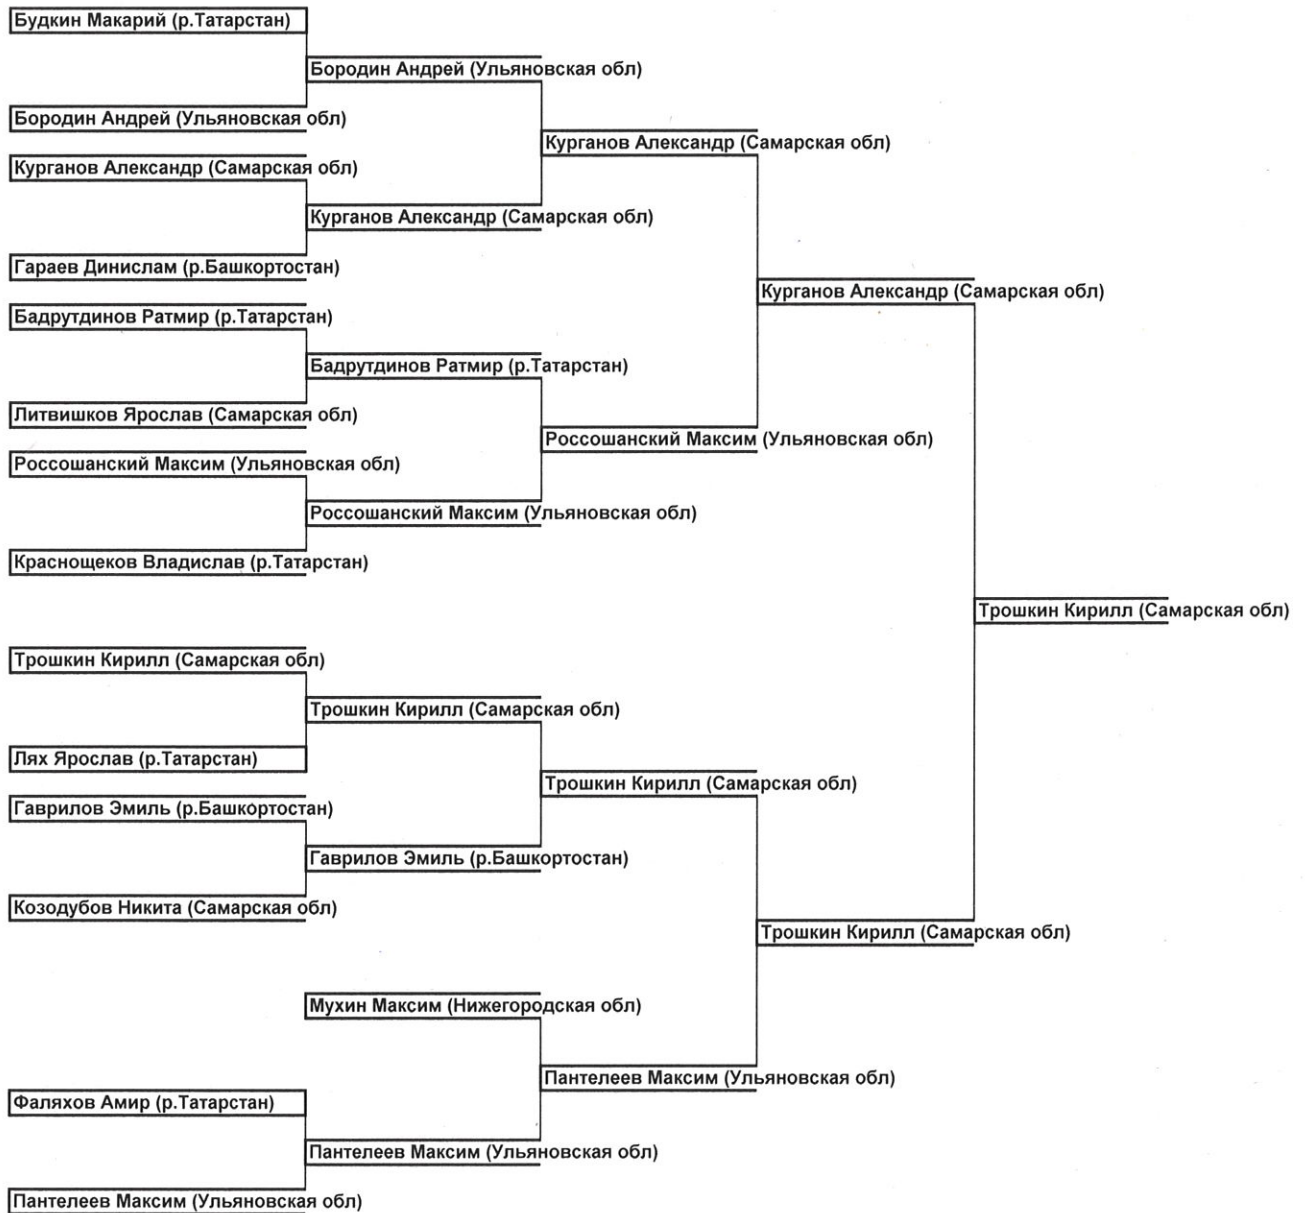 Будкин Макарий (р.Татарстан)
Бородин Андрей (Ульяновская обл)
Бородин Андрей (Ульяновская обл)
Курганов Александр (Самарская обл)
Курганов Александр (Самарская обл)
Курганов Александр (Самарская обл)
Гараев Динислам (р.Башкортостан)
Курганов Александр (Самарская обл)
Бадрутдинов Ратмир (р.Татарстан)
Бадрутдинов Ратмир (р.Татарстан)
Литвишков Ярослав (Самарская обл)
Россошанский Максим (Ульяновская обл)
Россошанский Максим (Ульяновская обл)
Россошанский Максим (Ульяновская обл)
Краснощеков Владислав (р.Татарстан)
Трошкин Кирилл (Самарская обл)
Трошкин Кирилл (Самарская обл)
Трошкин Кирилл (Самарская обл)
Лях Ярослав (р.Татарстан)
Трошкин Кирилл (Самарская обл)
Гаврилов Эмиль (р.Башкортостан)
Гаврилов Эмиль (р.Башкортостан)
Козодубов Никита (Самарская обл)
Трошкин Кирилл (Самарская обл)
Мухин Максим (Нижегородская обл)
Пантелеев Максим (Ульяновская обл)
Фаляхов Амир (р.Татарстан)
Пантелеев Максим (Ульяновская обл)
Пантелеев Максим (Ульяновская обл)